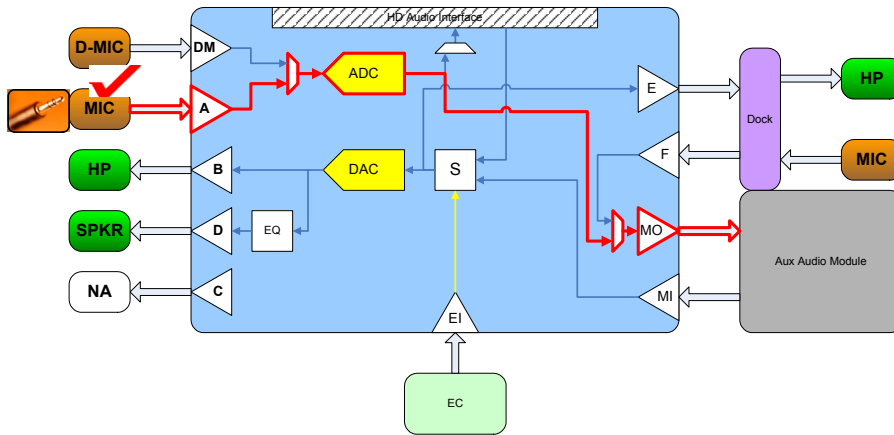 HD Audio Interface
D-MIC
DM
MIC
A
ADC
E
HP
Dock
F
MIC
HP
B
DAC
S
SPKR
D
EQ
MO
Aux Audio Module
NA
C
MI
EI
EC